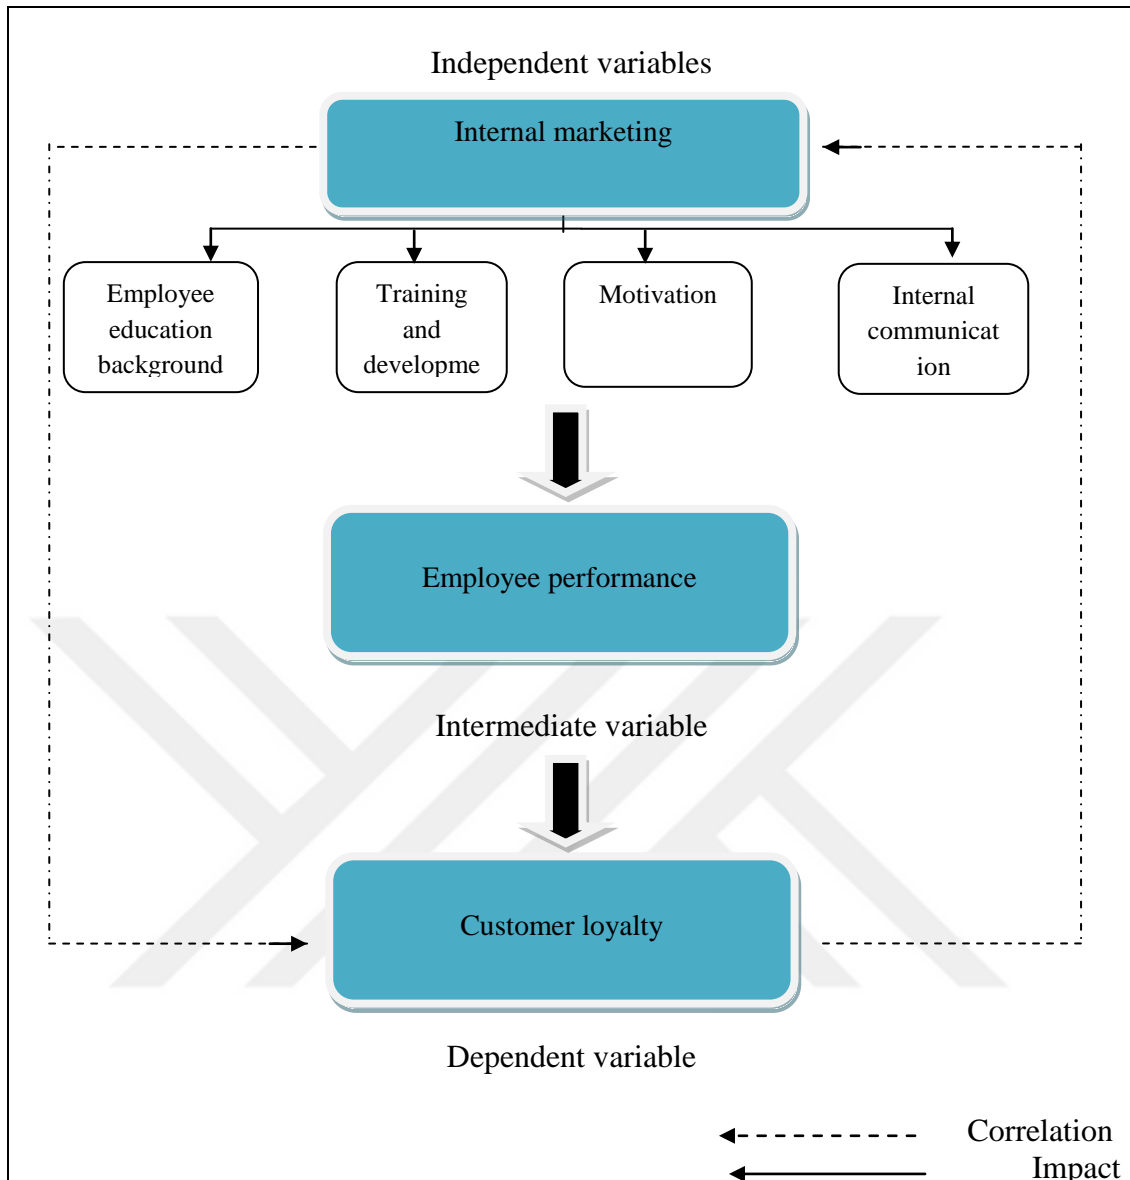 Independent variables
Internal marketing
Employee
education
background
Training
and
developme
Motivation
Internal
communicat
ion
Employee performance
Intermediate variable
Customer loyalty
Dependent variable
Correlation
Impact